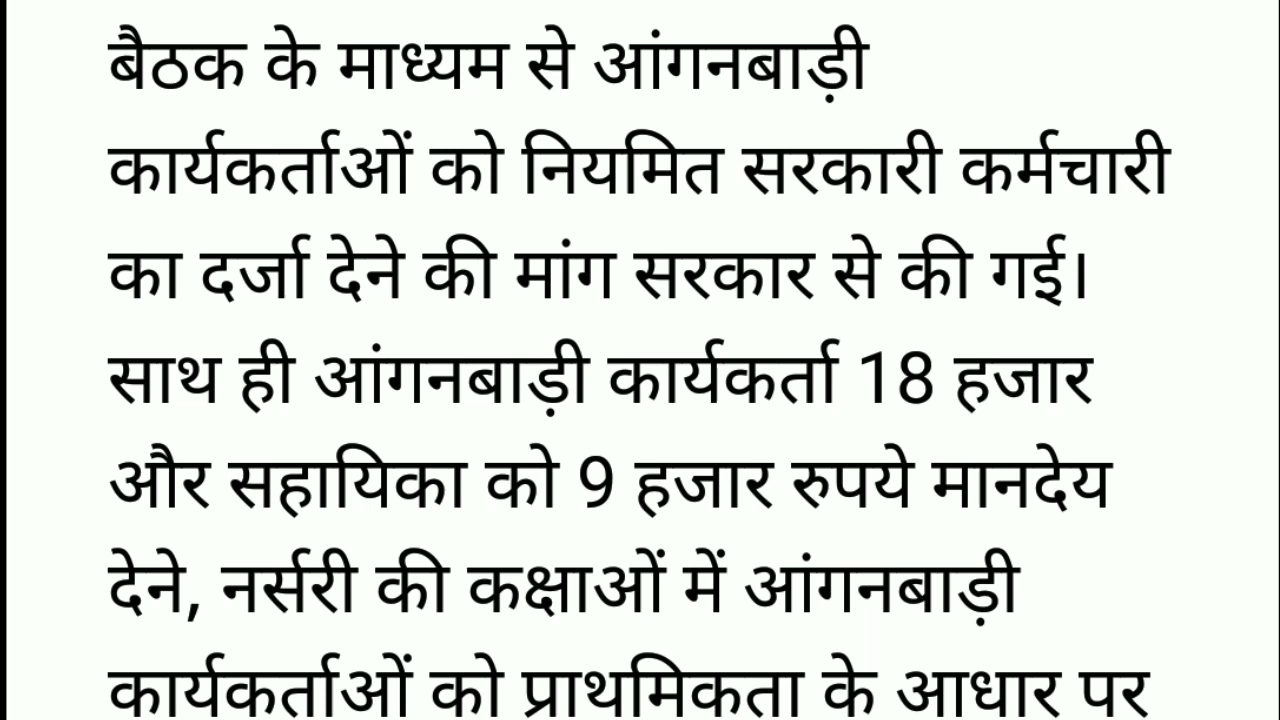 बैठक के माध्यम से आंगनबाड़ी
कार्यकर्ताओं को नियमित सरकारी कर्मचारी
का दर्जा देने की मांग सरकार से की गई।
साथ ही आंगनबाड़ी कार्यकर्ता 18 हजार
और सहायिका को 9 हजार रुपये मानदेय
देने, नर्सरी की कक्षाओं में आंगनबाड़ी
कार्यकर्ताओं को प्राथमिकता के आधार पर